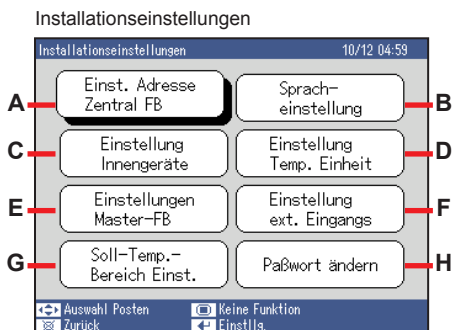 Installationseinstellungen
Installationseinstellungen 10/12 04:59
A
Einst. Adresse
Zentral FB
Sprach-
einstellung
B
C
Einstellung
Innengeräte
Einstellung
Temp. Einheit
D
E
Einstellungen
Master-FB
Einstellung
ext. Eingangs
F
G
Soll-Temp.-
Bereich Einst.
Paßwort ändern
H
Auswahl Posten Keine Funktion
Zurück Einstllg.